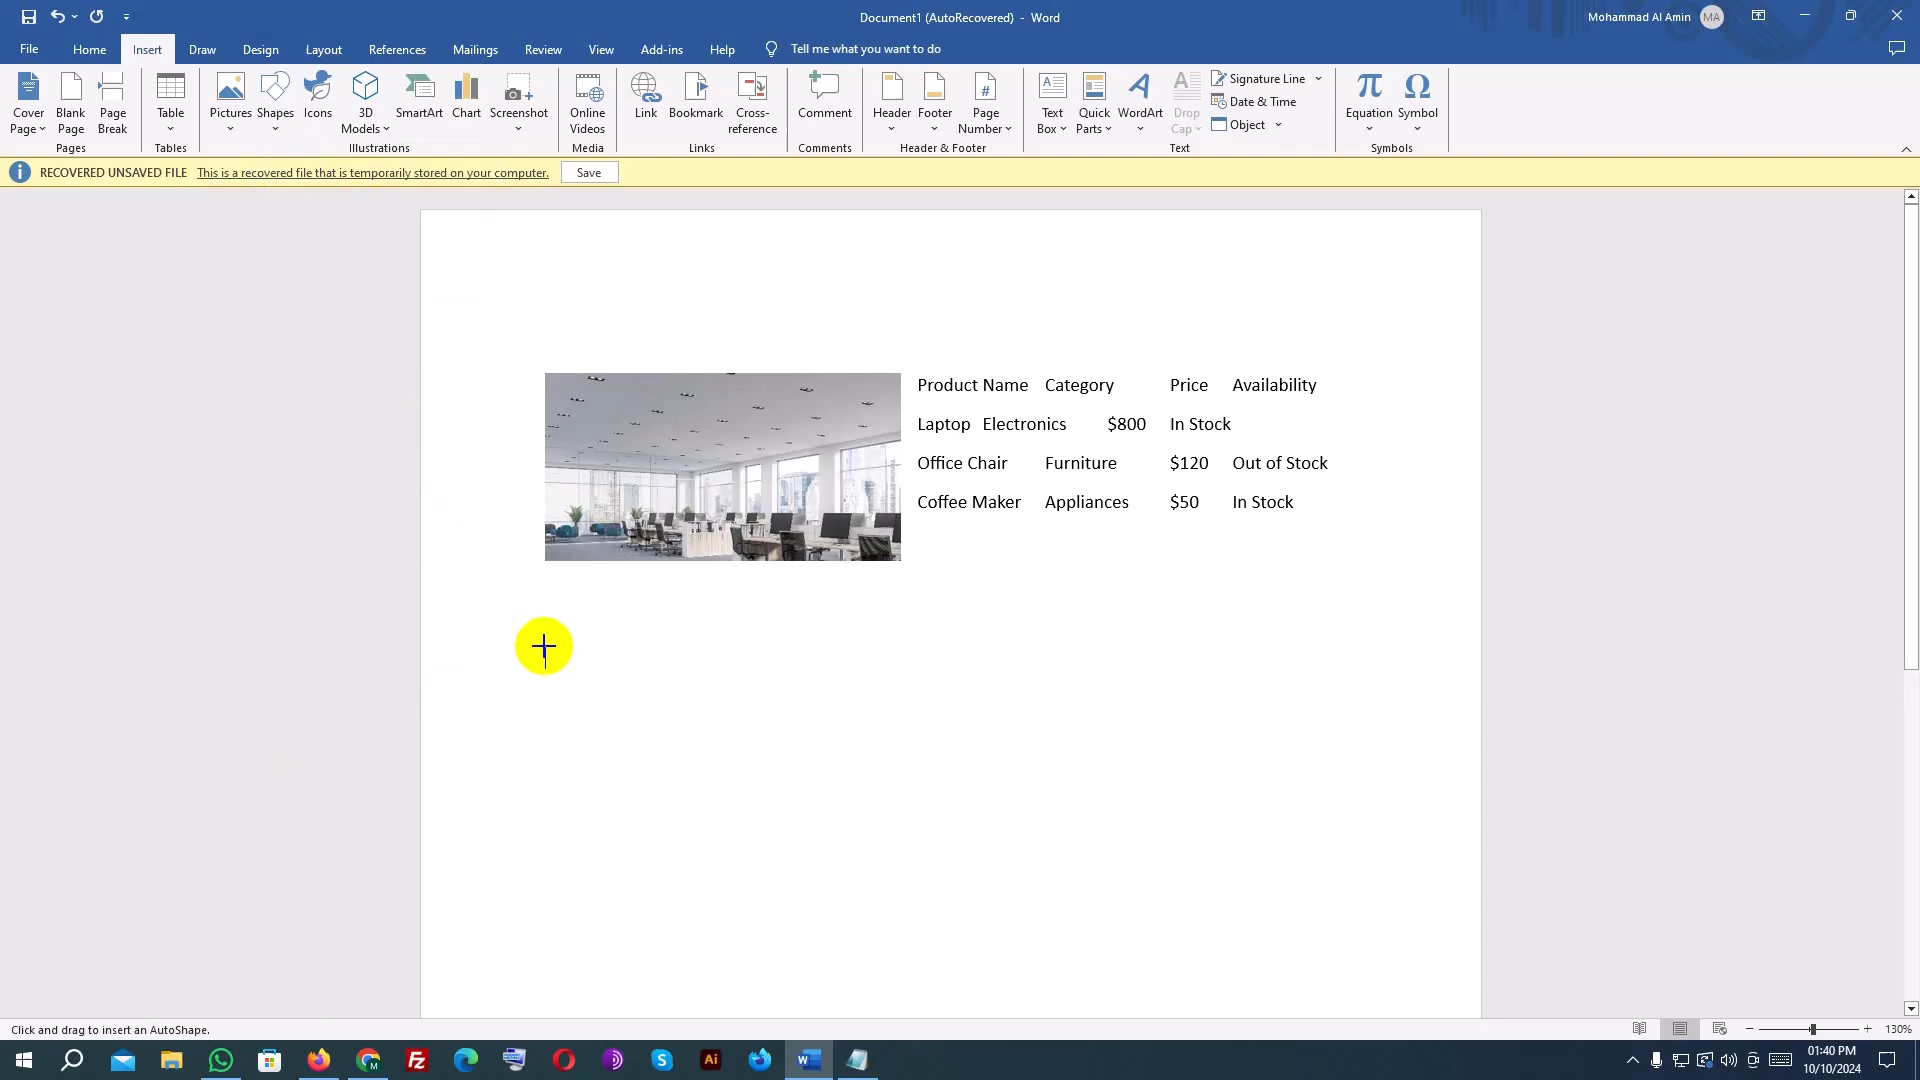 Document1 (AutoRecovered) - Word
Mohammad Al Amin MA
File Home Insert Draw Design Layout References Mailings Review View Add-ins Help Tell me what you want to do
Cover Page
Blank Page
Page Break
Pages
Table
Tables
Pictures
Shapes
Icons
3D Models
SmartArt
Chart
Screenshot
Illustrations
Online Videos
Media
Link
Bookmark
Cross-reference
Links
Comment
Comments
Header
Footer
Page Number
Header & Footer
Text Box
Quick Parts
WordArt
Drop Cap
Signature Line
Date & Time
Object
Text
Equation
Symbol
Symbols
RECOVERED UNSAVED FILE This is a recovered file that is temporarily stored on your computer. Save
Product Name Category Price Availability
Laptop Electronics $800 In Stock
Office Chair Furniture $120 Out of Stock
Coffee Maker Appliances $50 In Stock
Click and drag to insert an AutoShape.
130%
01:40 PM
10/10/2024